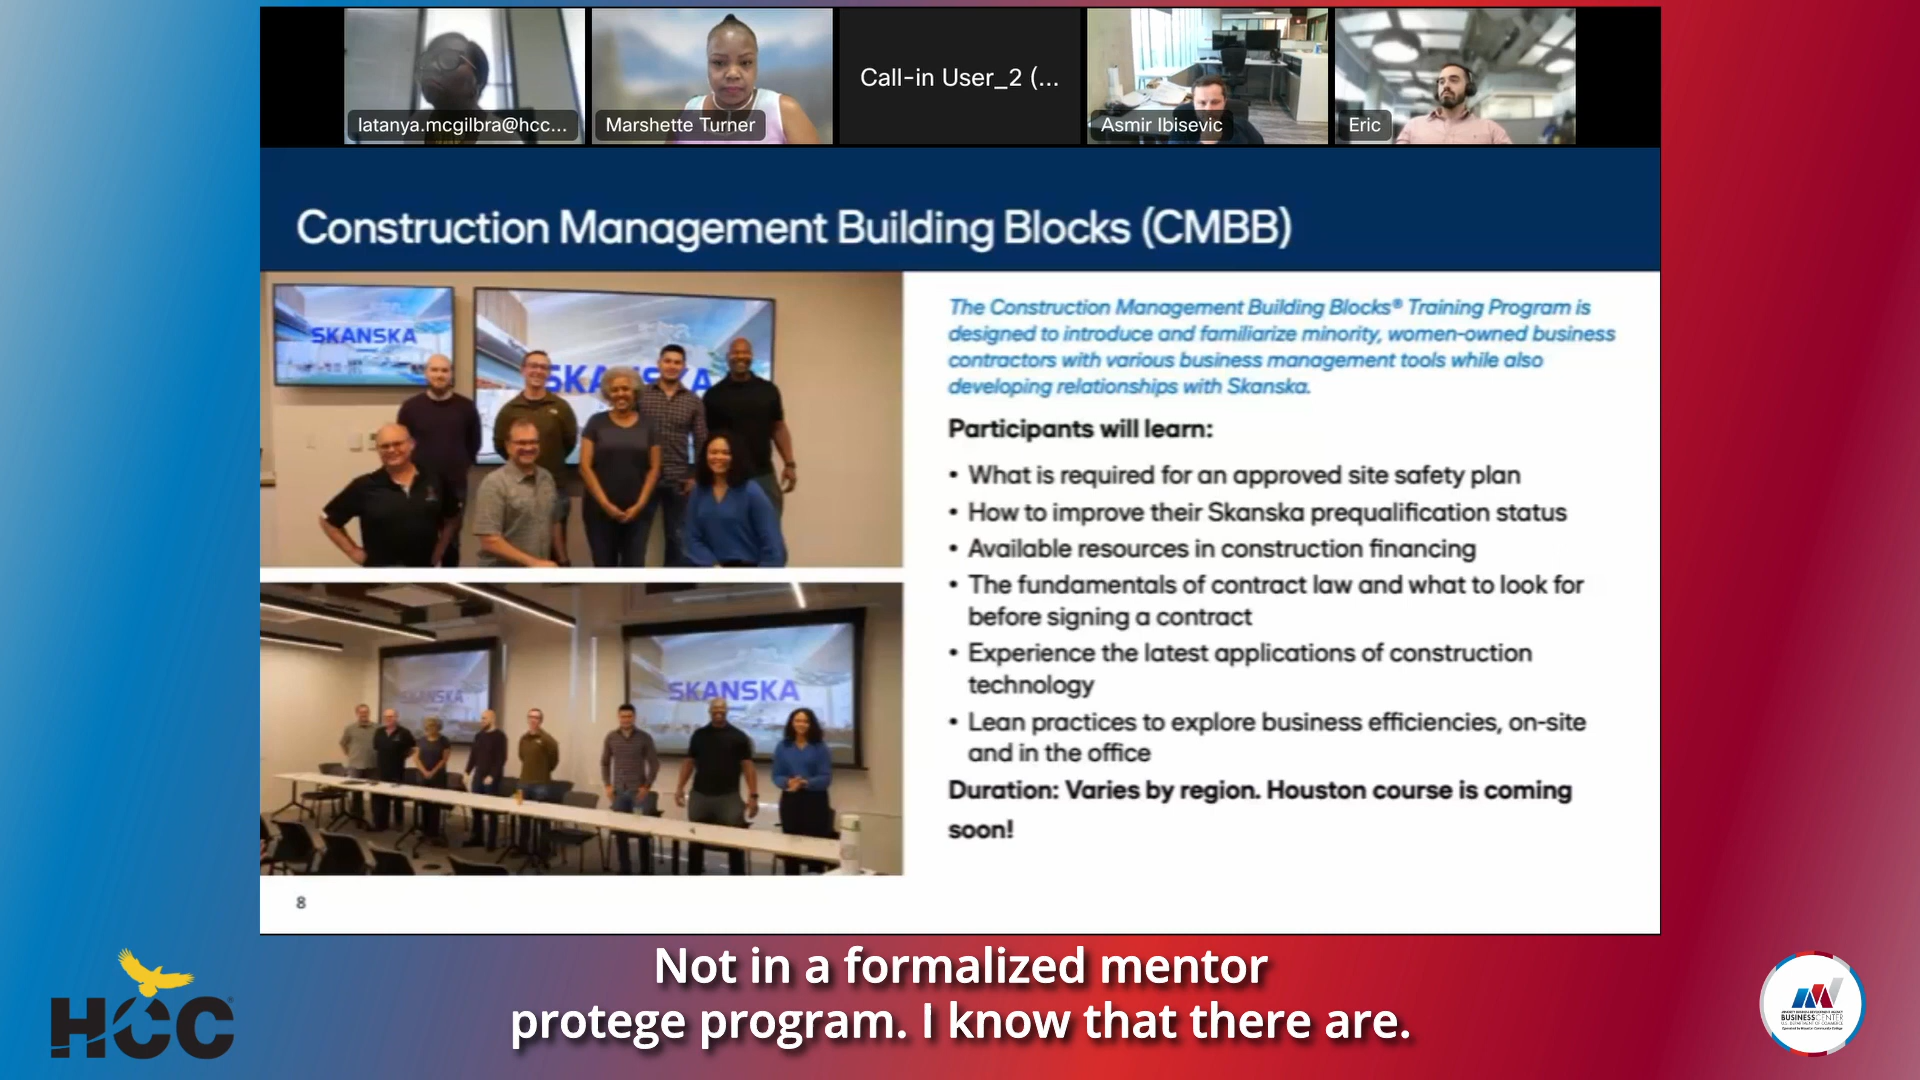 latanya.mcgilbra@hcc...
Marshette Turner
Call-in User_2 (...
Asmir Ibisevic
Eric
Construction Management Building Blocks (CMBB)
SKANSKA
SKANSKA
SKANSKA
SKANSKA
The Construction Management Building Blocks® Training Program is
designed to introduce and familiarize minority, women-owned business
contractors with various business management tools while also
developing relationships with Skanska.
Participants will learn:
• What is required for an approved site safety plan
• How to improve their Skanska prequalification status
• Available resources in construction financing
• The fundamentals of contract law and what to look for
before signing a contract
• Experience the latest applications of construction
technology
• Lean practices to explore business efficiencies, on-site
and in the office
Duration: Varies by region. Houston course is coming
soon!
8
Not in a formalized mentor
protege program. I know that there are.
HCC
BUSINESS CENTER